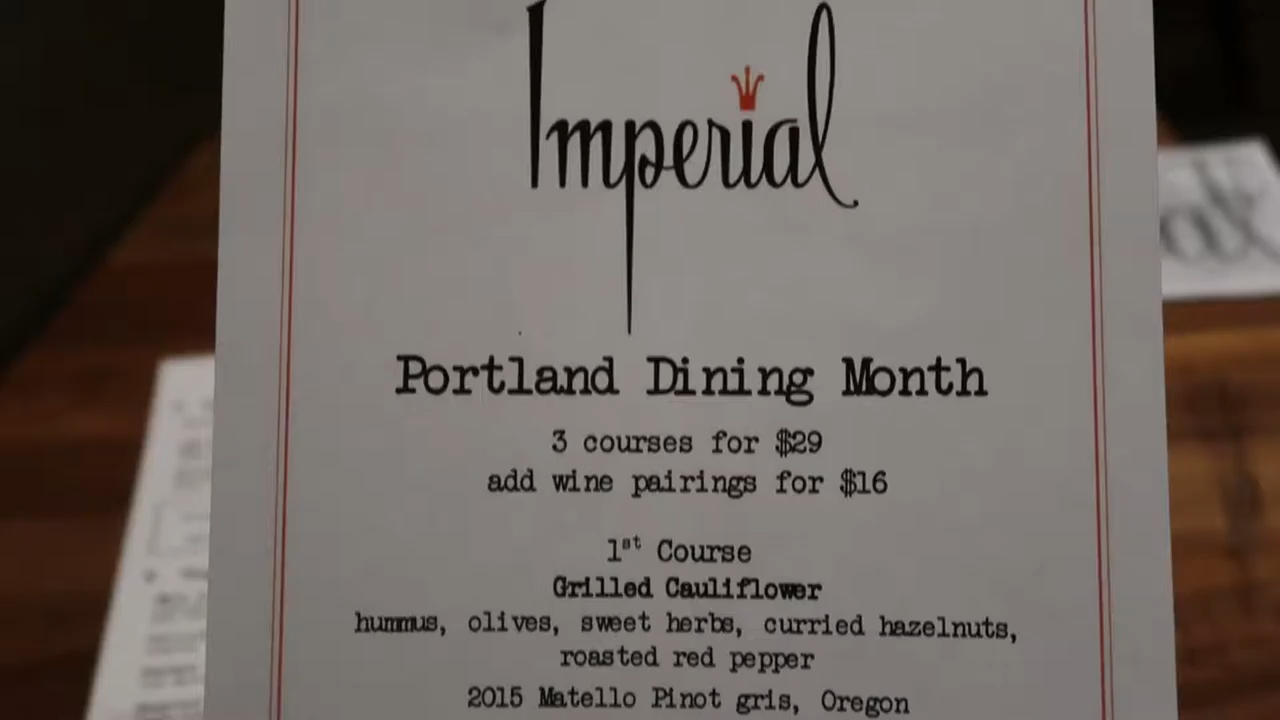 Imperial
Portland Dining Month
3 courses for $29
add wine pairings for $16
1st Course
Grilled Cauliflower
hummus, olives, sweet herbs, curried hazelnuts,
roasted red pepper
2015 Matello Pinot gris, Oregon